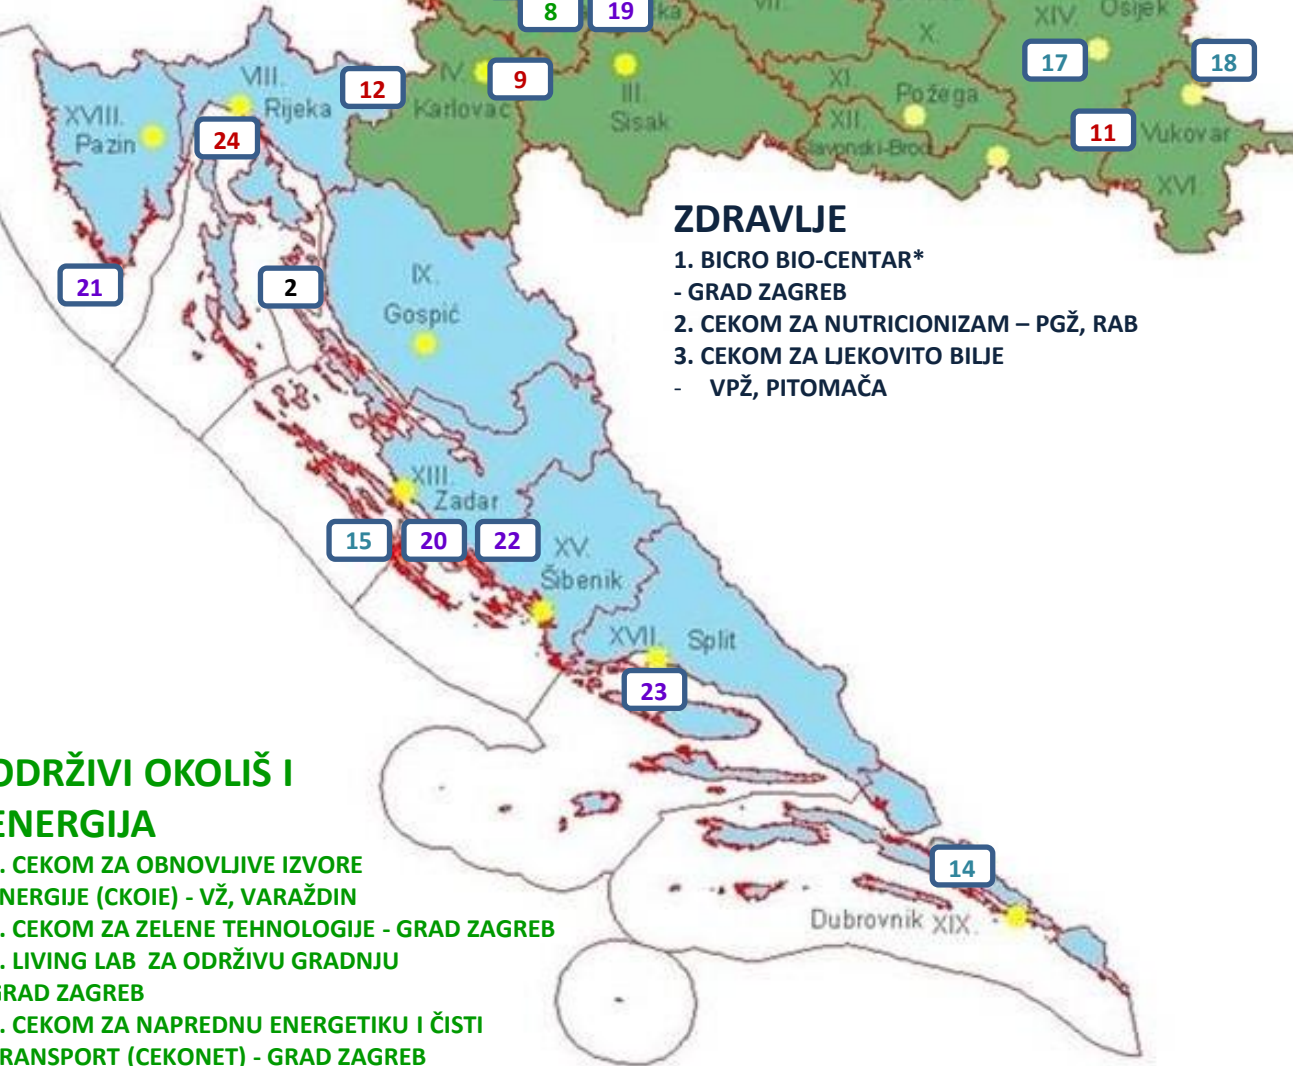 8
19
ka
VII.
X.
XIV.
Osijek
17
18
VIII.
Rijeka
12
IV.
Karlovac
9
III.
Sisak
XI.
Požega
XII.
Slavonski-Brod
11
Vukovar
XVI
XVIII.
Pazin
24
21
2
IX.
Gospić
ZDRAVLJE
1. BICRO BIO-CENTAR*
- GRAD ZAGREB
2. CEKOM ZA NUTRICIONIZAM – PGŽ, RAB
3. CEKOM ZA LJEKOVITO BILJE
- VPŽ, PITOMAČA
XIII.
Zadar
15
20
22
XV.
Šibenik
XVII.
Split
23
14
Dubrovnik XIX.
ODRŽIVI OKOLIŠ I
ENERGIJA
. CEKOM ZA OBNOVLJIVE IZVORE
NERGIJE (CKOIE) - VŽ, VARAŽDIN
. CEKOM ZA ZELENE TEHNOLOGIJE - GRAD ZAGREB
. LIVING LAB ZA ODRŽIVU GRADNJU
GRAD ZAGREB
. CEKOM ZA NAPREDNU ENERGETIKU I ČISTI
RANSPORT (CEKONET) - GRAD ZAGREB